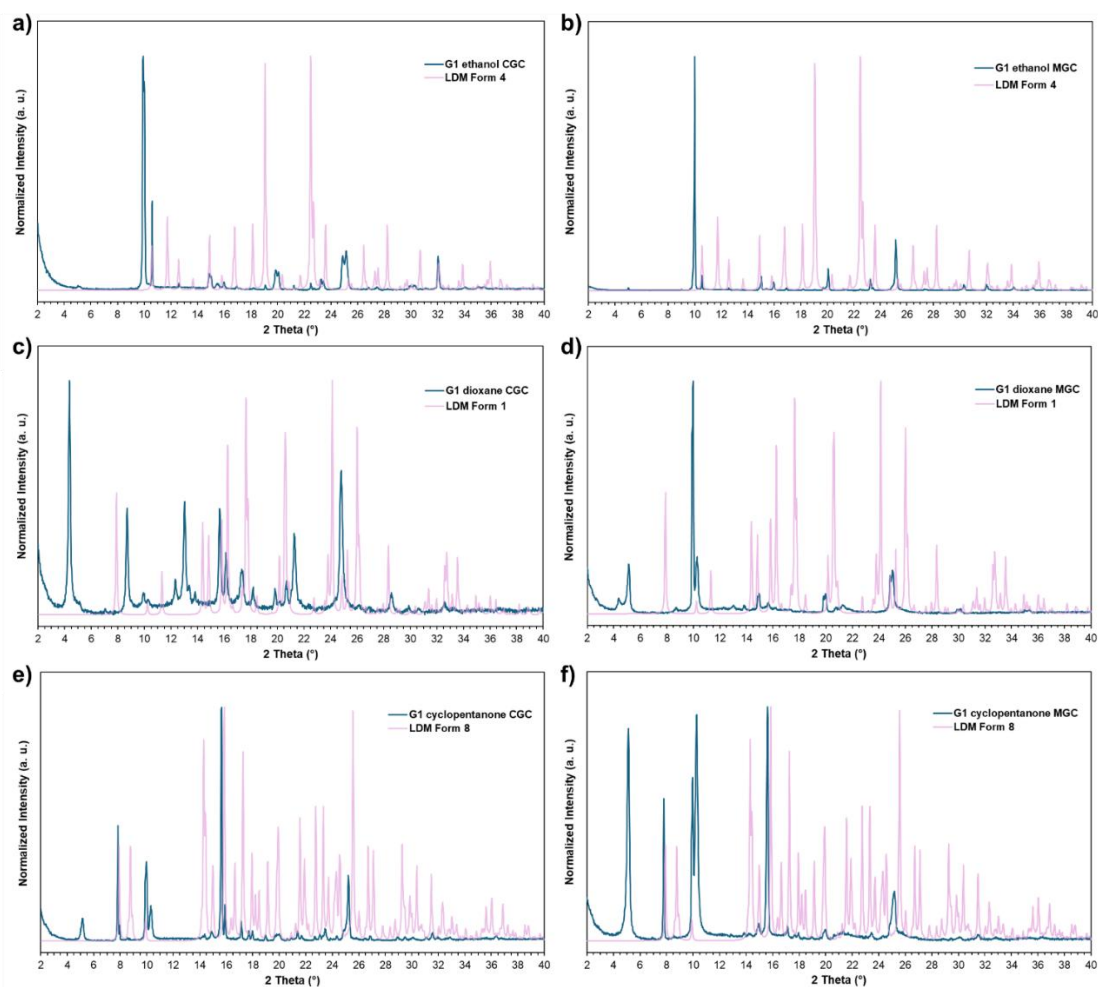 a)
Normalized Intensity (a. u.)
G1 ethanol CGC
LDM Form 4
2 4 6 8 10 12 14 16 18 20 22 24 26 28 30 32 34 36 38 40
2 Theta (°)
b)
Normalized Intensity (a. u.)
G1 ethanol MGC
LDM Form 4
2 4 6 8 10 12 14 16 18 20 22 24 26 28 30 32 34 36 38 40
2 Theta (°)
c)
Normalized Intensity (a. u.)
G1 dioxane CGC
LDM Form 1
2 4 6 8 10 12 14 16 18 20 22 24 26 28 30 32 34 36 38 40
2 Theta (°)
d)
Normalized Intensity (a. u.)
G1 dioxane MGC
LDM Form 1
2 4 6 8 10 12 14 16 18 20 22 24 26 28 30 32 34 36 38 40
2 Theta (°)
e)
Normalized Intensity (a. u.)
G1 cyclopentanone CGC
LDM Form 8
2 4 6 8 10 12 14 16 18 20 22 24 26 28 30 32 34 36 38 40
2 Theta (°)
f)
Normalized Intensity (a. u.)
G1 cyclopentanone MGC
LDM Form 8
2 4 6 8 10 12 14 16 18 20 22 24 26 28 30 32 34 36 38 40
2 Theta (°)